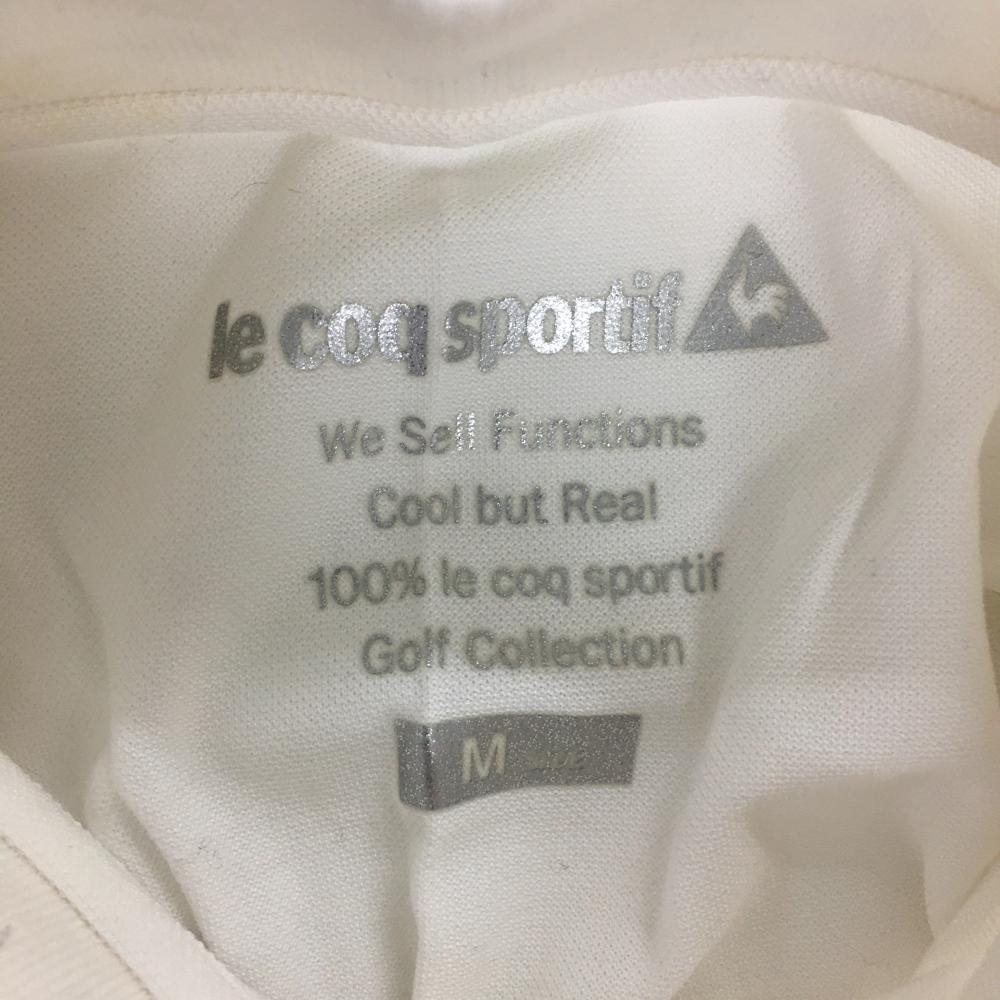 le coq sportif
We Sell Functions
Cool but Real
100% le coq sportif
Golf Collection
M